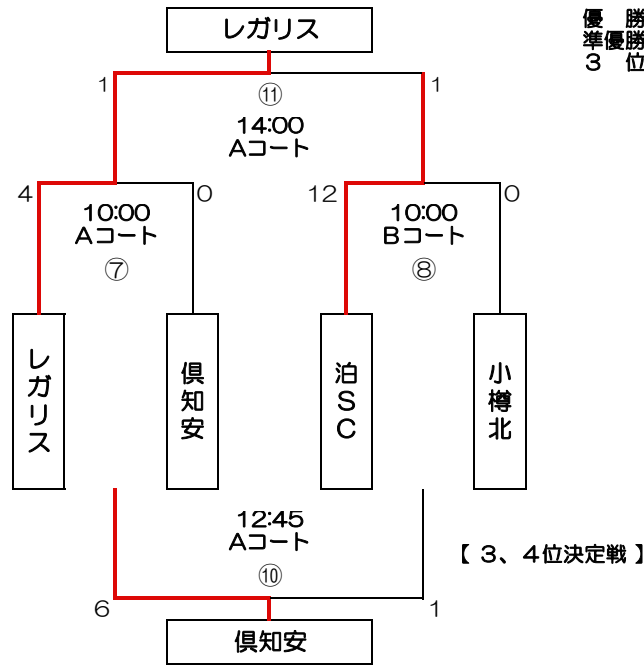 レガリス
優 勝
準優勝
３ 位
1
⑪
1
14:00
Aコート
4
0
12
0
10:00
Aコート
⑦
10:00
Bコート
⑧
レガリス
倶知安
泊SC
小樽北
12:45
Aコート
⑩
【 ３、４位決定戦 】
6
1
倶知安